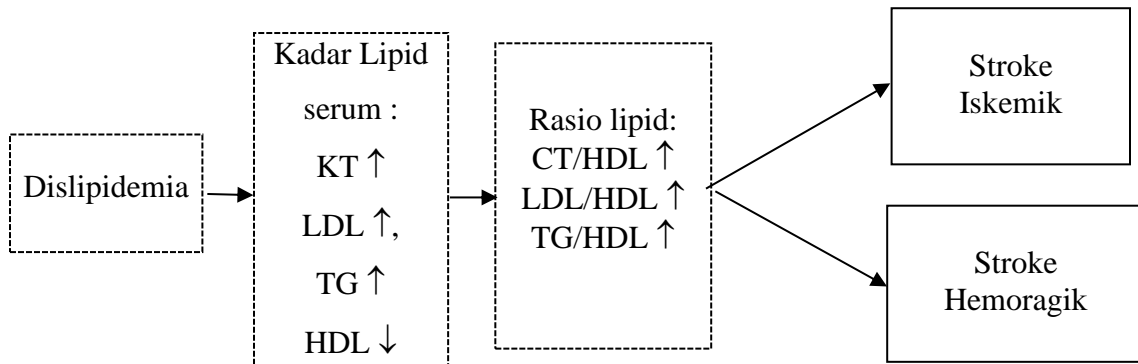 Dislipidemia
Kadar Lipid
serum :
KT ↑
LDL ↑,
TG ↑
HDL ↓
Rasio lipid:
CT/HDL ↑
LDL/HDL ↑
TG/HDL ↑
Stroke
Iskemik
Stroke
Hemoragik